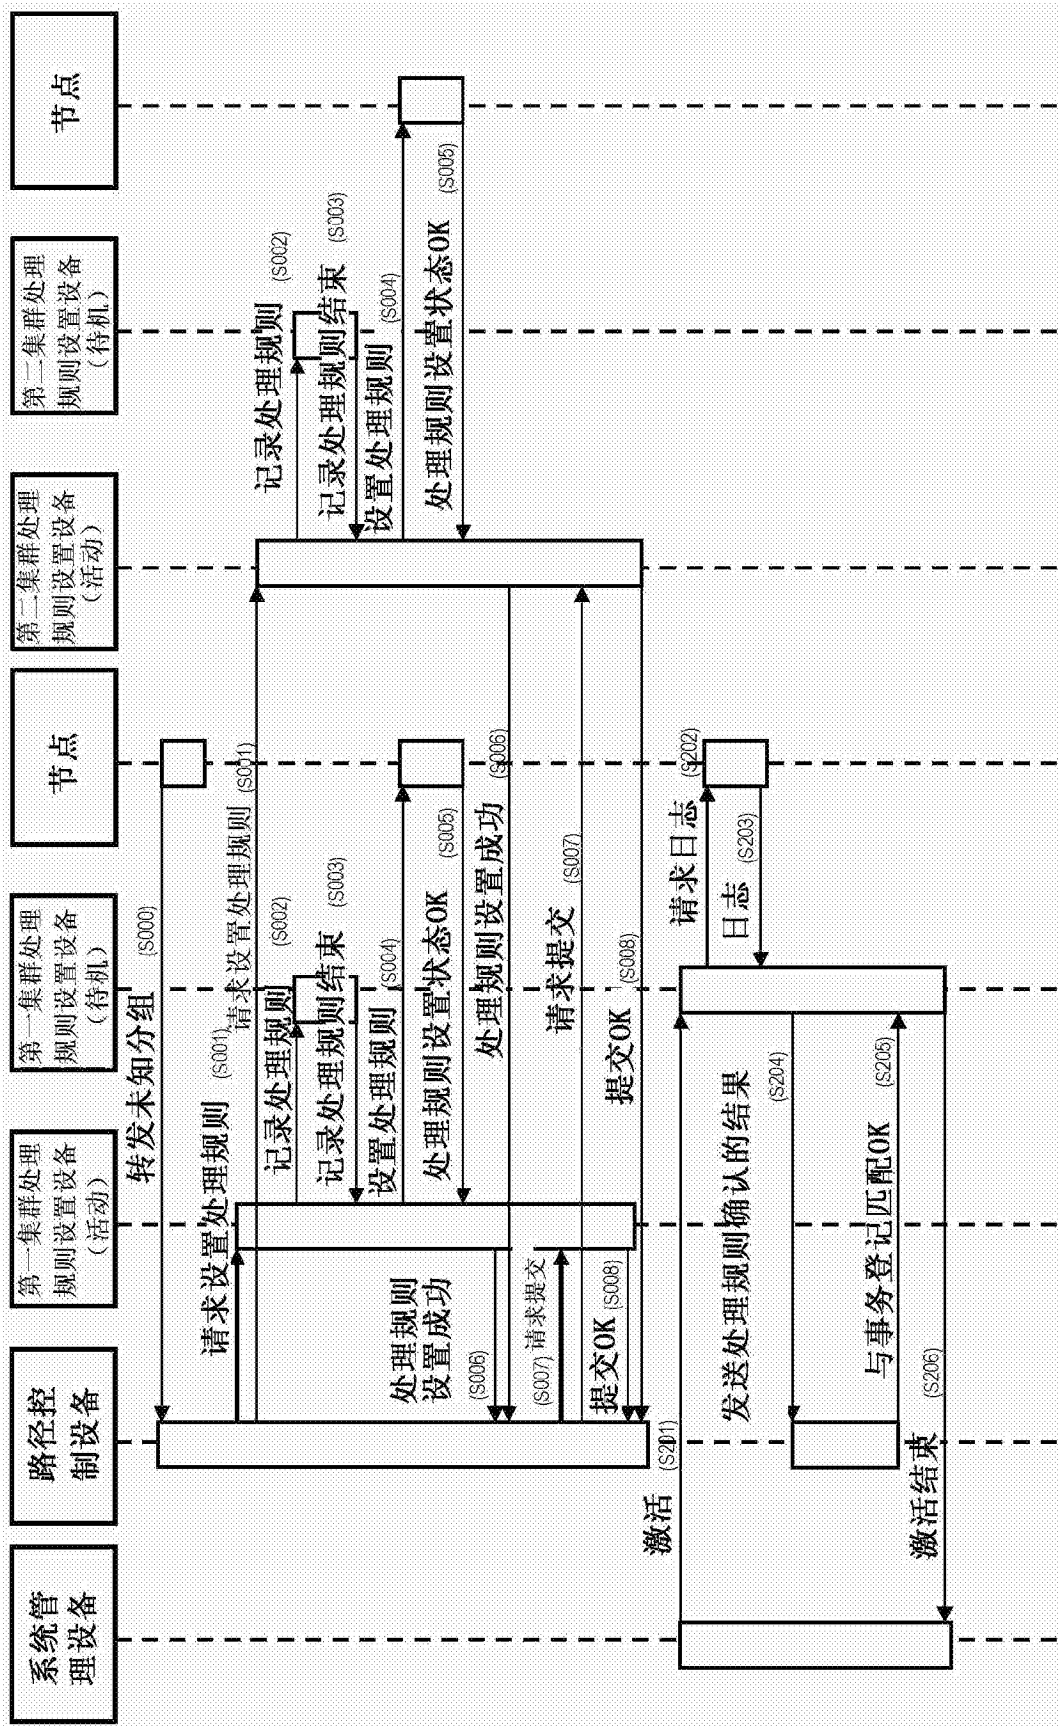 系统管
理设备
路径控
制设备
第一集群处理
规则设置设备
（活动）
第一集群处理
规则设置设备
（待机）
节点
第二集群处理
规则设置设备
（活动）
第二集群处理
规则设置设备
（待机）
节点
转发未知分组
(S000)
请求设置处理规则
(S001)
请求设置处理规则
(S001)
记录处理规则
(S002)
记录处理规则
(S002)
记录处理规则结束
(S003)
记录处理规则结束
(S003)
设置处理规则
(S004)
设置处理规则
(S004)
处理规则设置状态OK
(S005)
处理规则设置状态OK
(S005)
处理规则
设置成功
(S006)
处理规则设置成功
(S006)
(S007)
请求提交
请求提交
(S007)
提交OK
(S008)
提交OK
(S008)
激活
(S201)
请求日志
(S202)
日志
(S203)
发送处理规则确认的结果
(S204)
与事务登记匹配OK
(S205)
激活结束
(S206)